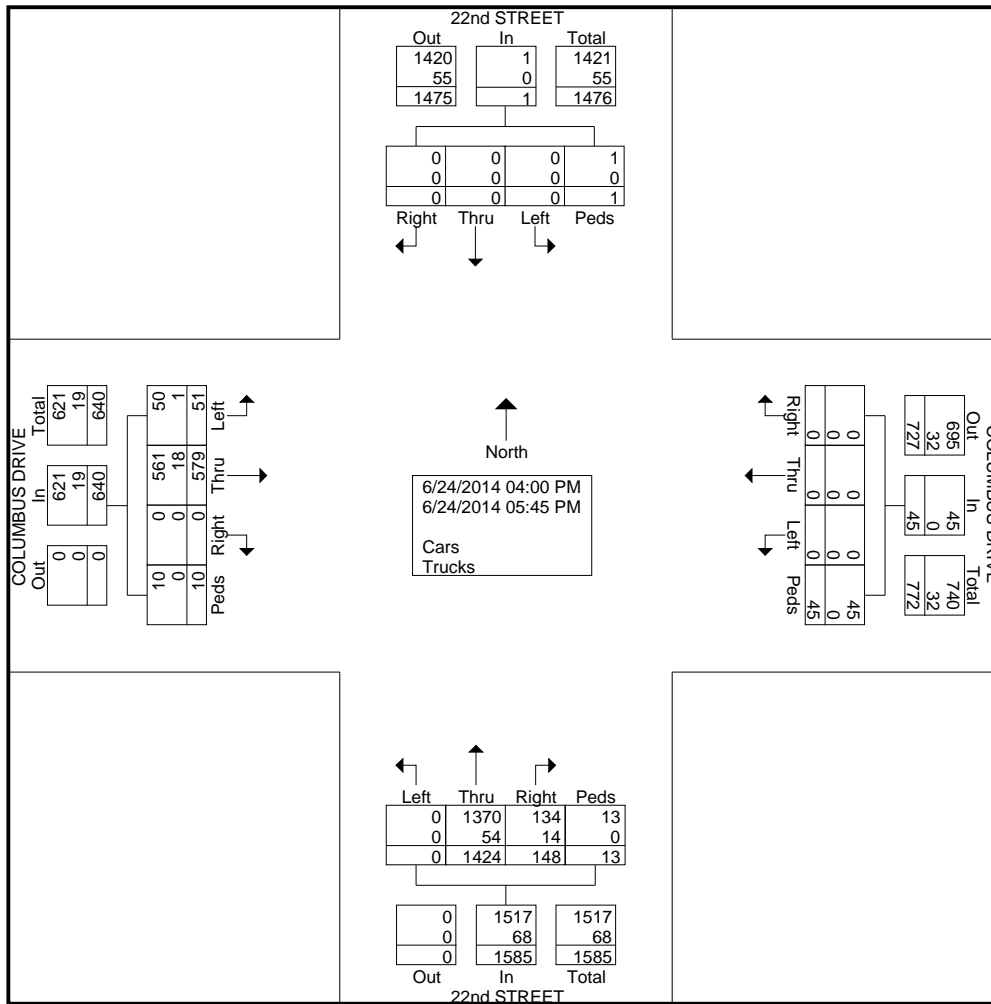 22nd STREET
Out In Total
1420 1 1421
55 0 55
1475 1 1476
0 0 0 1
0 0 0 0
0 0 0 1
Right Thru Left Peds
COLUMBUS DRIVE
Total In Out
621 19 640
621 19 640
0 0 0
50 1 51
561 18 579
0 0 0
10 0 10
Left Thru Right Peds
North
6/24/2014 04:00 PM
6/24/2014 05:45 PM
Cars
Trucks
Right Thru Left Peds
0 0 0
0 0 0
0 0 0
45 0 45
Out In Total
695 32 727
45 0 45
740 32 772
COLUMBUS DRIVE
Left Thru Right Peds
0 1370 134 13
0 54 14 0
0 1424 148 13
0 1517 1517
0 68 68
0 1585 1585
Out In Total
22nd STREET